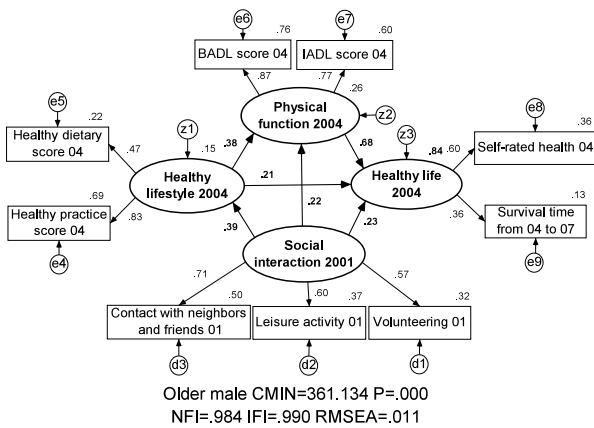 e6 e7
.76 .60
BADL score 04 IADL score 04
.87 .77
.26
e5
.22
Healthy dietary
score 04
.47
z1
.15
Physical
function 2004
z2
z3
e8
.36
.38 .68 .84 .60
Self-rated health 04
Healthy
lifestyle 2004
.21
Healthy life
2004
.69
Healthy practice
score 04
.83
e4
.22
.36
.13
Survival time
from 04 to 07
e9
.39 .23
Social
interaction 2001
.71 .60 .57
.50 .37 .32
Contact with neighbors
and friends 01
Leisure activity 01
Volunteering 01
d3 d2 d1
Older male CMIN=361.134 P=.000
NFI=.984 IFI=.990 RMSEA=.011